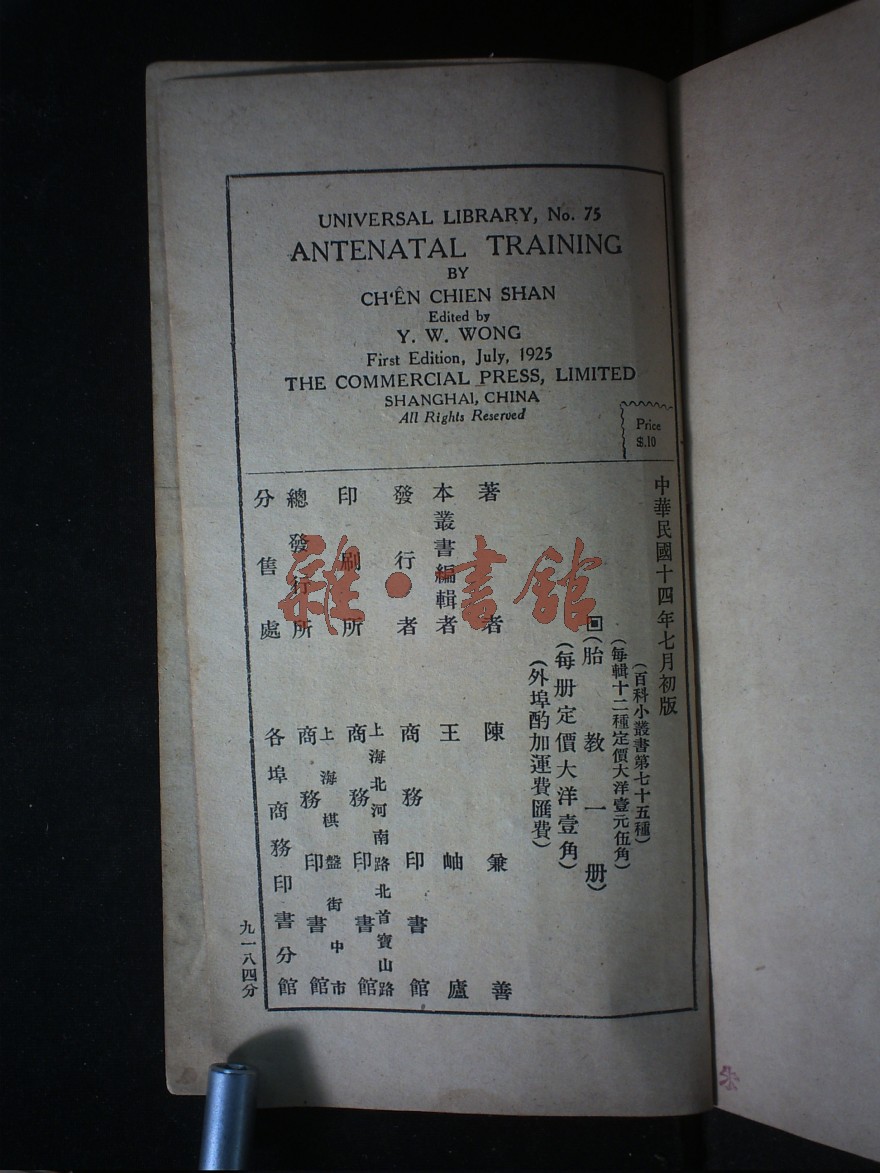 UNIVERSAL LIBRARY, No. 75
ANTENATAL TRAINING
BY
CH'ÊN CHIEN SHAN
Edited by
Y. W. WONG
First Edition, July, 1925
THE COMMERCIAL PRESS, LIMITED
SHANGHAI, CHINA
All Rights Reserved
Price
$.10
中華民國十四年七月初版
(百科小叢書第七十五種)
(每輯十二種定價大洋壹元伍角)
(胎教一册)
(每册定價大洋壹角)
(外埠酌加運費匯費)
著者 陳兼善
本叢書編輯者 王岫廬
發行者 商務印書館
上海北河南路北首寶山路
印刷所 商務印書館
上海棋盤街中市
總發行所 商務印書館
分售處 各埠商務印書分館
九一八四分
雜·書館